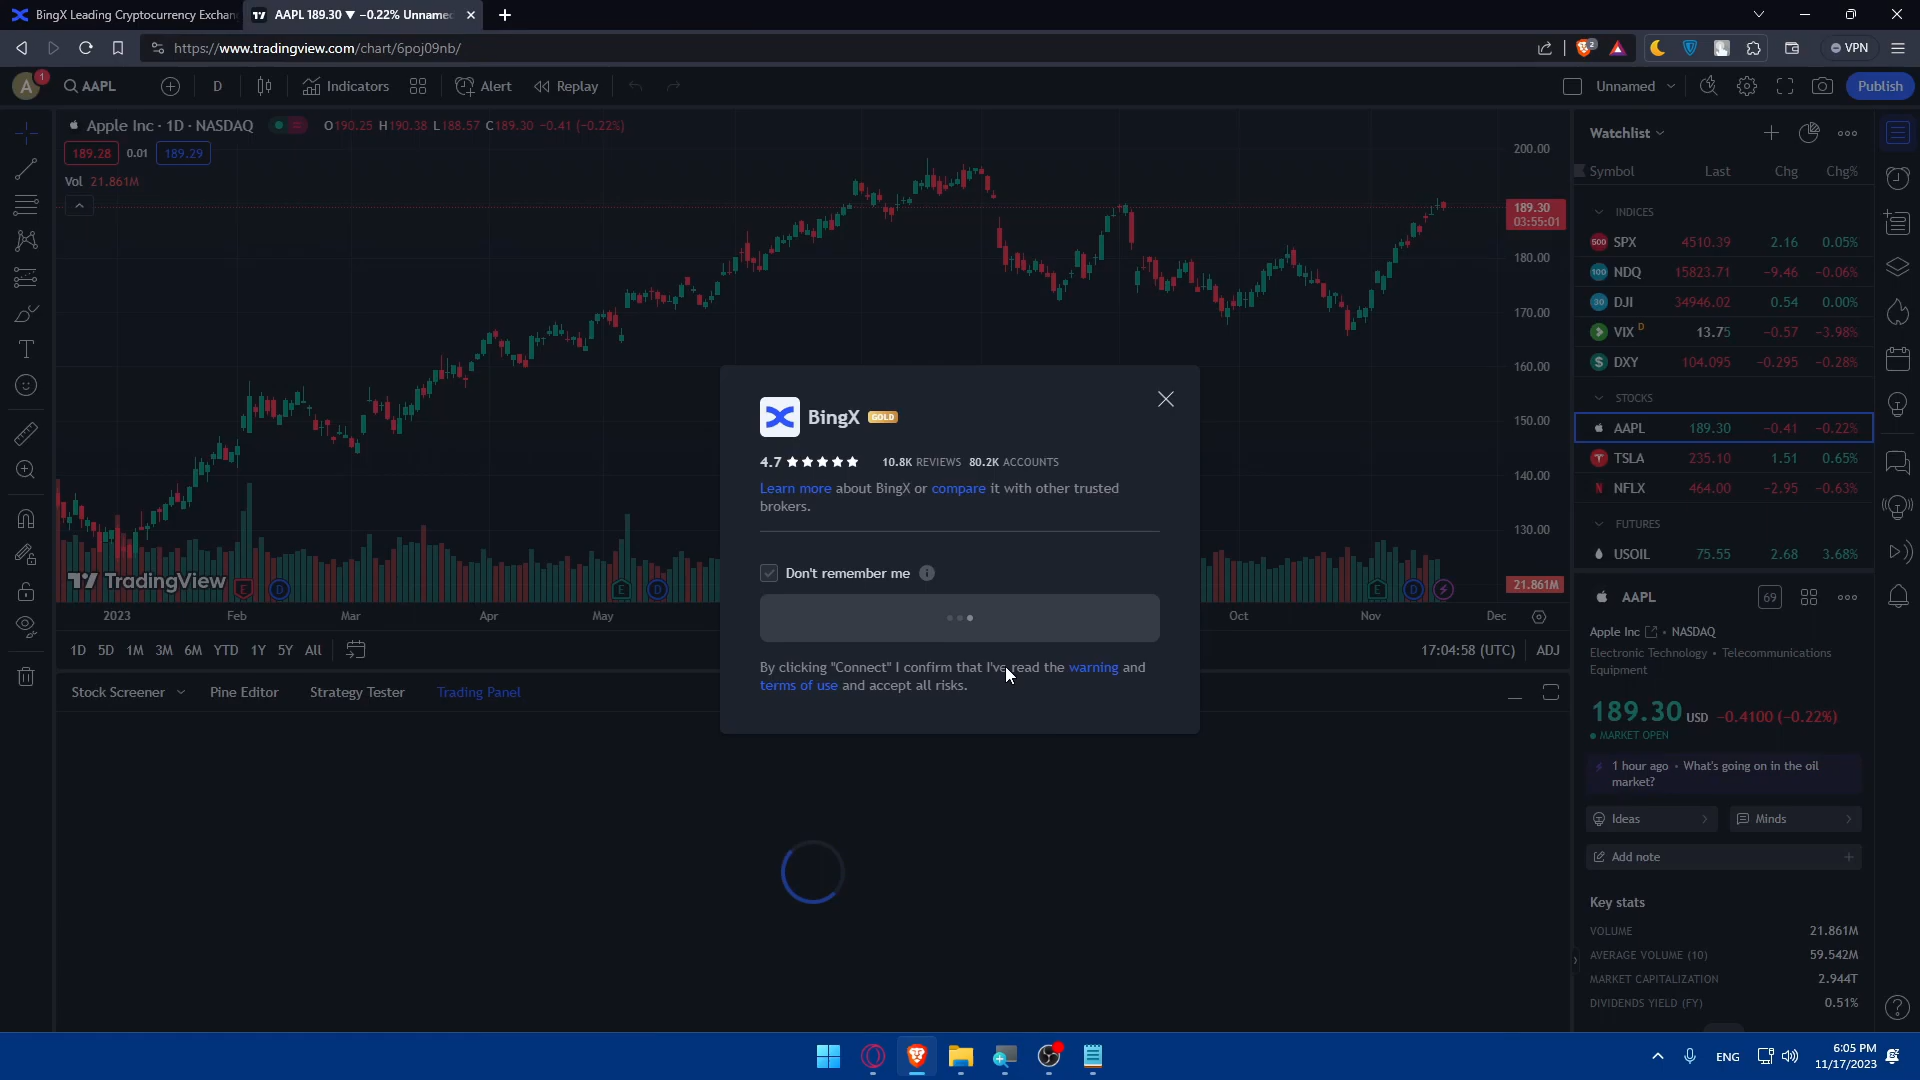 BingX Leading Cryptocurrency Exchan
AAPL 189.30 ▼ −0.22% Unname
https://www.tradingview.com/chart/6poj09nb/
2
VPN
A
1
AAPL
D
Indicators
Alert
Replay
Unnamed
Publish
Apple Inc · 1D · NASDAQ
O190.25 H190.38 L188.57 C189.30 −0.41 (−0.22%)
189.28 0.01 189.29
Vol 21.861M
200.00
189.30
03:55:01
180.00
170.00
160.00
150.00
140.00
130.00
21.861M
TradingView
E D E D E D
2023 Feb Mar Apr May Oct Nov Dec
1D 5D 1M 3M 6M YTD 1Y 5Y All
17:04:58 (UTC) ADJ
Stock Screener Pine Editor Strategy Tester Trading Panel
BingX GOLD
4.7 ★★★★★ 10.8K REVIEWS 80.2K ACCOUNTS
Learn more about BingX or compare it with other trusted
brokers.
Don't remember me
By clicking "Connect" I confirm that I've read the warning and
terms of use and accept all risks.
Watchlist
Symbol Last Chg Chg%
INDICES
500 SPX 4510.39 2.16 0.05%
100 NDQ 15823.71 −9.46 −0.06%
30 DJI 34946.02 0.54 0.00%
VIX D 13.75 −0.57 −3.98%
$ DXY 104.095 −0.295 −0.28%
STOCKS
AAPL 189.30 −0.41 −0.22%
TSLA 235.10 1.51 0.65%
N NFLX 464.00 −2.95 −0.63%
FUTURES
USOIL 75.55 2.68 3.68%
AAPL
69
Apple Inc • NASDAQ
Electronic Technology • Telecommunications
Equipment
189.30 USD −0.4100 (−0.22%)
MARKET OPEN
1 hour ago • What's going on in the oil
market?
Ideas
Minds
Add note
Key stats
VOLUME 21.861M
AVERAGE VOLUME (10) 59.542M
MARKET CAPITALIZATION 2.944T
DIVIDENDS YIELD (FY) 0.51%
ENG
6:05 PM
11/17/2023